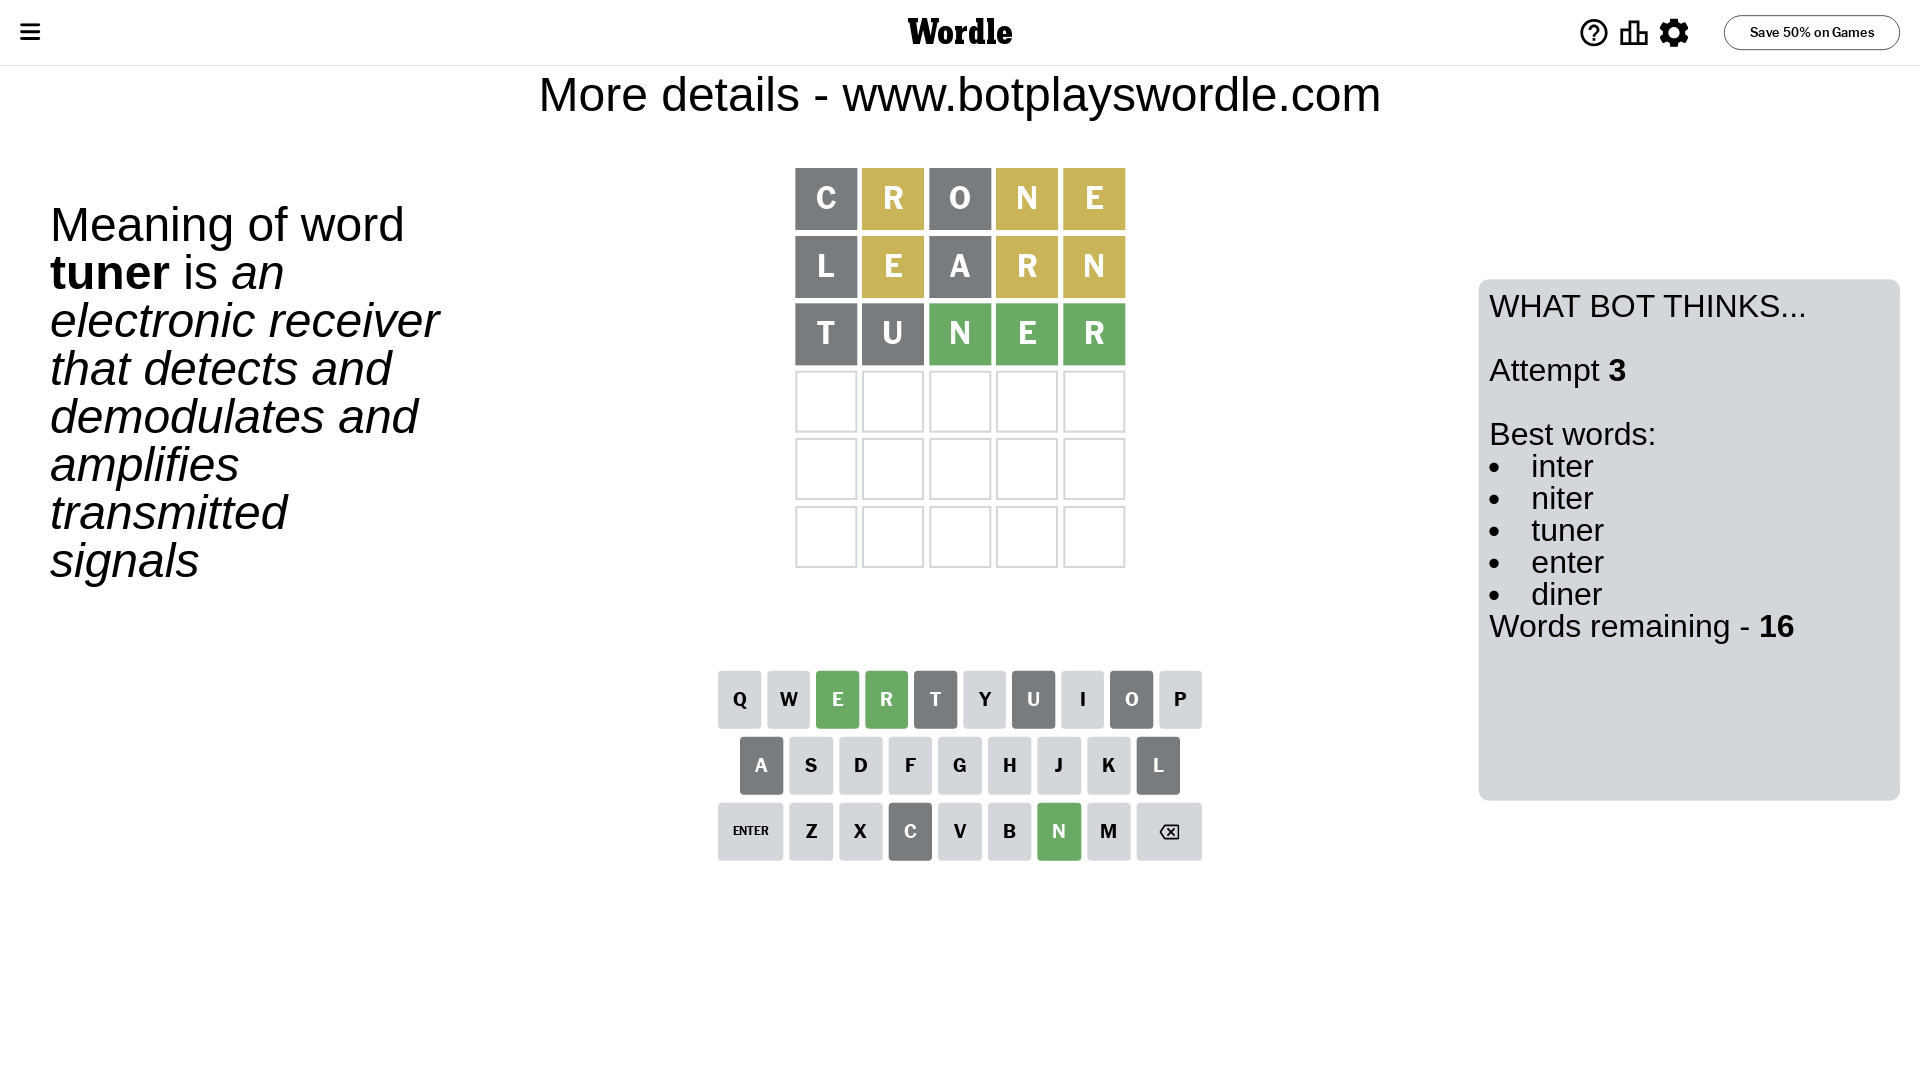 Wordle
Save 50% on Games
More details - www.botplayswordle.com
Meaning of word
tuner is an
electronic receiver
that detects and
demodulates and
amplifies
transmitted
signals
C R O N E
L E A R N
T U N E R
WHAT BOT THINKS...
Attempt 3
Best words:
• inter
• niter
• tuner
• enter
• diner
Words remaining - 16
Q W E R T Y U I O P
A S D F G H J K L
ENTER Z X C V B N M